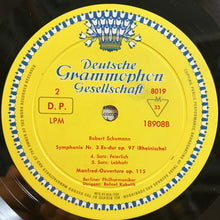 Deutsche
Grammophon
Gesellschaft
2
D. P.
LPM
8019
M
33
18908B
Robert Schumann
Symphonie Nr. 3 Es-dur op. 97 (Rheinische)
4. Satz: Feierlich
5. Satz: Lebhaft
Manfred-Ouverture op. 115
Berliner Philharmoniker
Dirigent: Rafael Kubelik